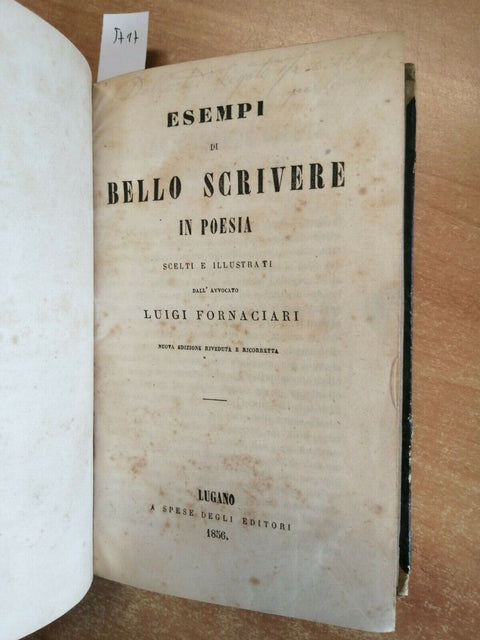 ESEMPI
DI
BELLO SCRIVERE
IN POESIA
SCELTI E ILLUSTRATI
DALL' AVVOCATO
LUIGI FORNACIARI
NUOVA EDIZIONE RIVEDUTA E RICORRETTA
LUGANO
A SPESE DEGLI EDITORI
1856.